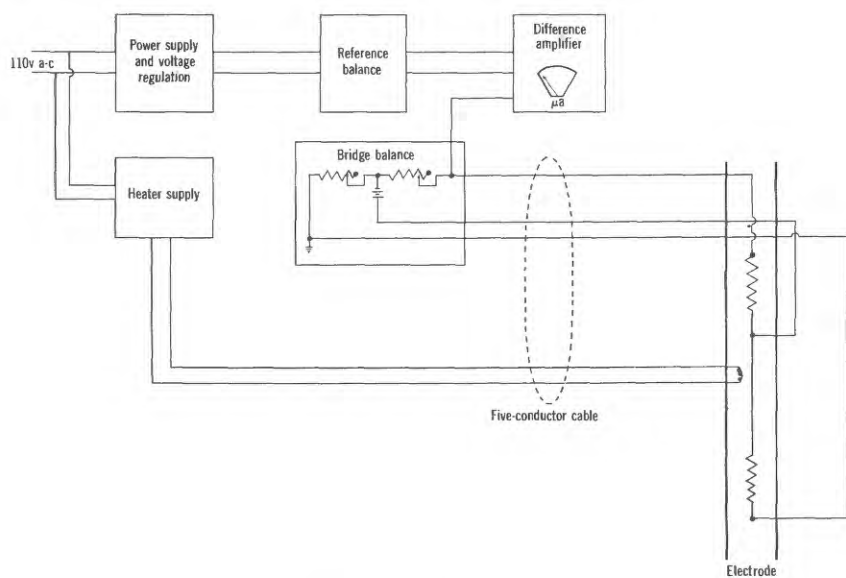 110v a-c
Power supply
and voltage
regulation
Reference
balance
Difference
amplifier
μa
Heater supply
Bridge balance
Five-conductor cable
Electrode